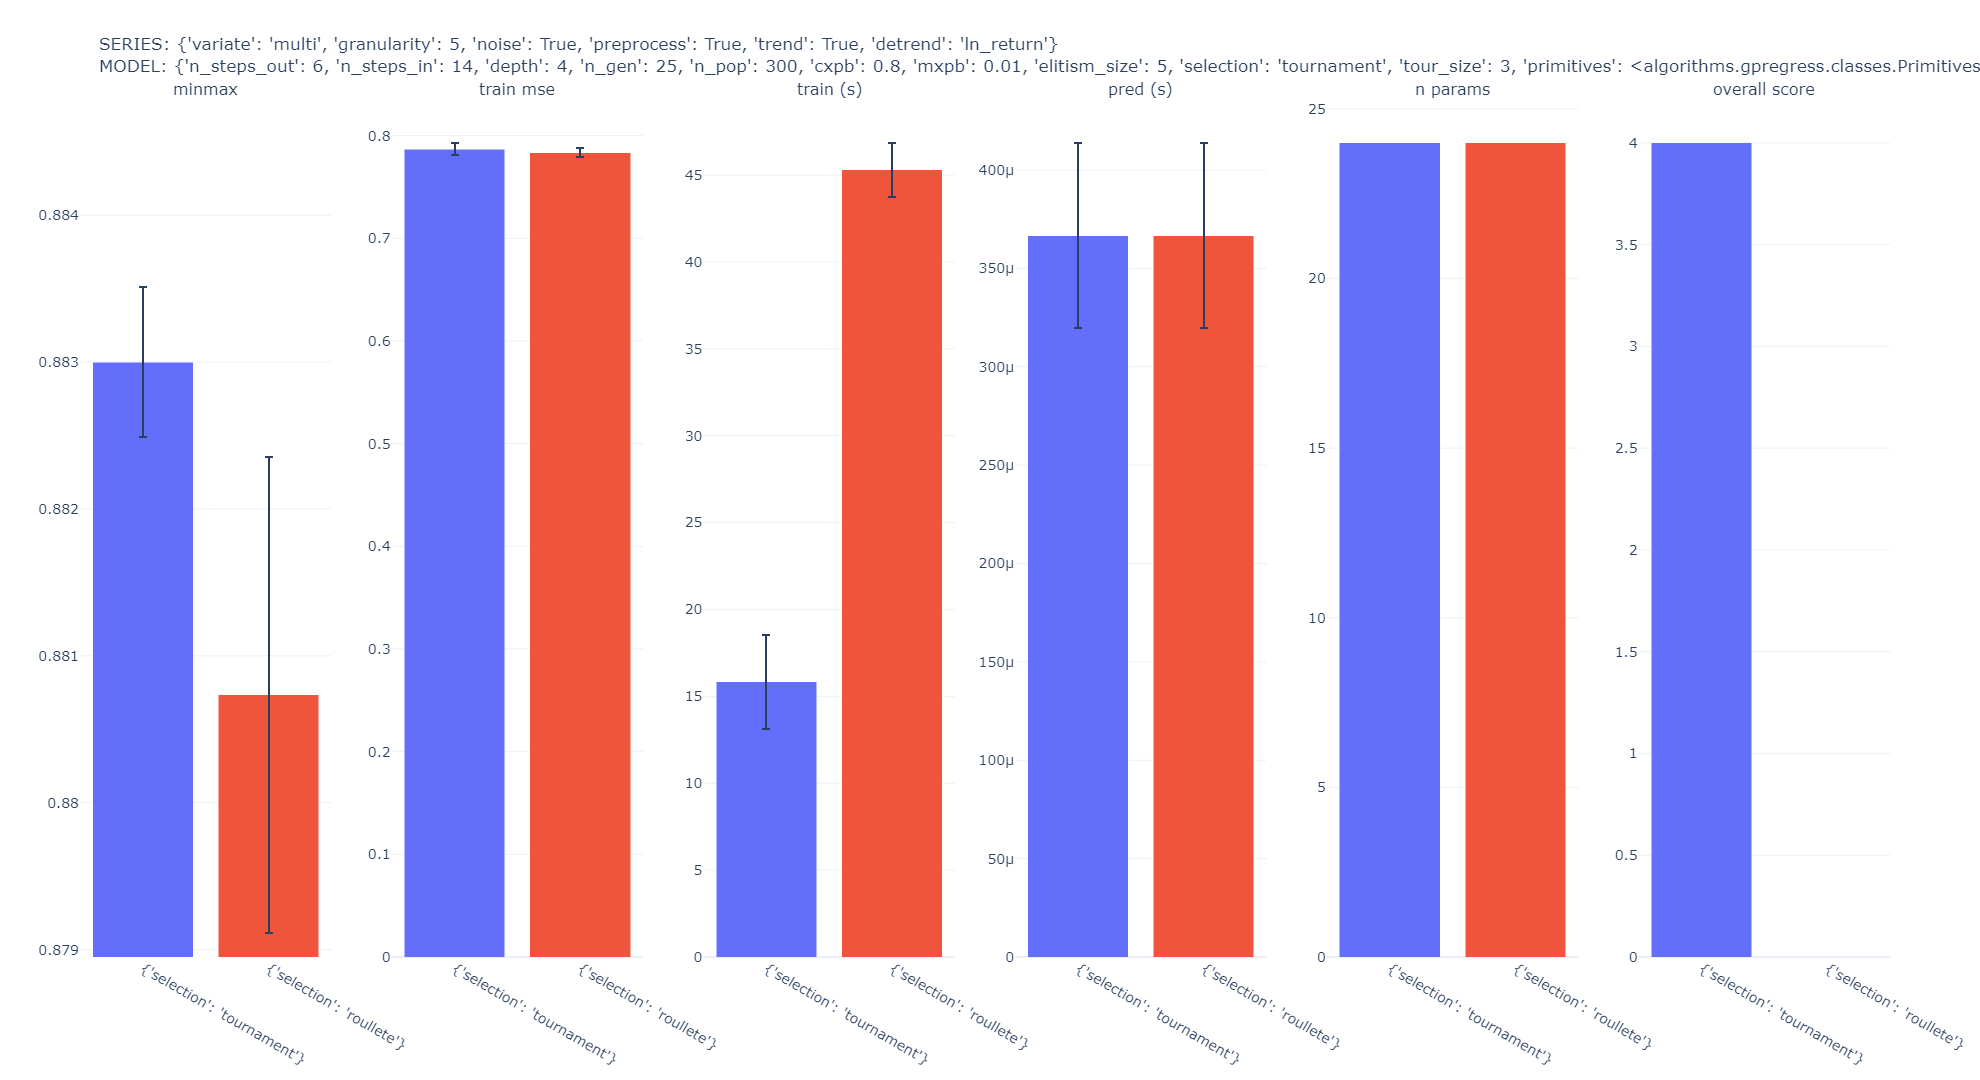 SERIES: {'variate': 'multi', 'granularity': 5, 'noise': True, 'preprocess': True, 'trend': True, 'detrend': 'ln_return'}
MODEL: {'n_steps_out': 6, 'n_steps_in': 14, 'depth': 4, 'n_gen': 25, 'n_pop': 300, 'cxpb': 0.8, 'mxpb': 0.01, 'elitism_size': 5, 'selection': 'tournament', 'tour_size': 3, 'primitives': <algorithms.gpregress.classes.Primitives
minmax
0.884
0.883
0.882
0.881
0.88
0.879
{'selection': 'tournament'}
{'selection': 'roullete'}
train mse
0.8
0.7
0.6
0.5
0.4
0.3
0.2
0.1
0
{'selection': 'tournament'}
{'selection': 'roullete'}
train (s)
45
40
35
30
25
20
15
10
5
0
{'selection': 'tournament'}
{'selection': 'roullete'}
pred (s)
400µ
350µ
300µ
250µ
200µ
150µ
100µ
50µ
0
{'selection': 'tournament'}
{'selection': 'roullete'}
n params
25
20
15
10
5
0
{'selection': 'tournament'}
{'selection': 'roullete'}
overall score
4
3.5
3
2.5
2
1.5
1
0.5
0
{'selection': 'tournament'}
{'selection': 'roullete'}